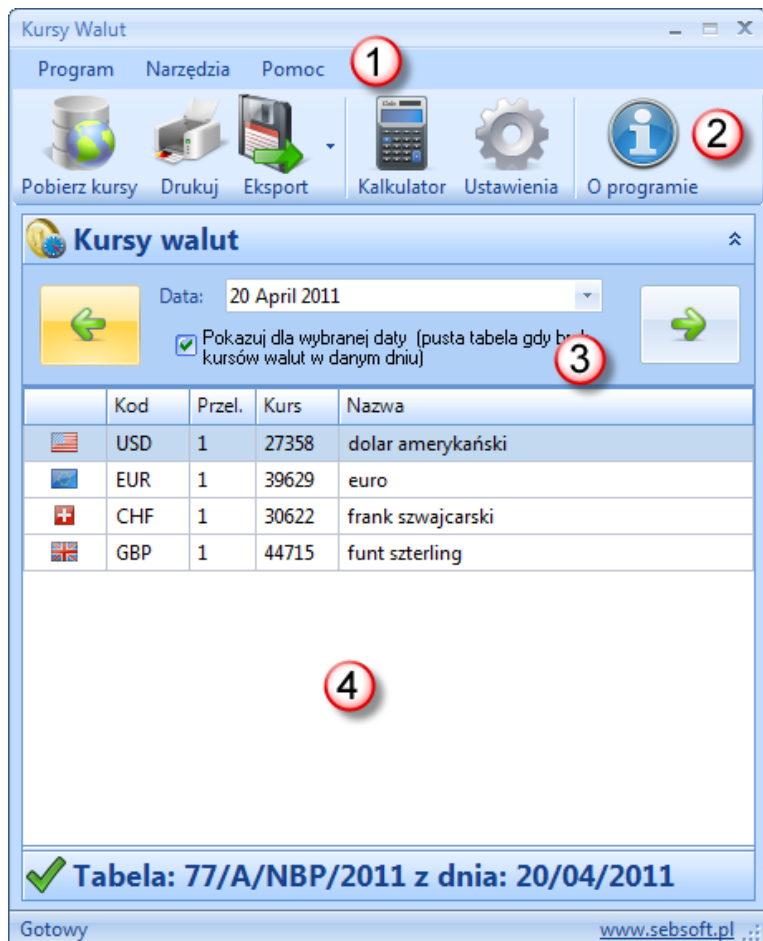 Kursy Walut
Program Narzędzia Pomoc 1
Pobierz kursy Drukuj Eksport Kalkulator Ustawienia O programie 2
Kursy walut
Data: 20 April 2011
Pokazuj dla wybranej daty (pusta tabela gdy
kursów walut w danym dniu) 3
Kod Przel. Kurs Nazwa
USD 1 27358 dolar amerykański
EUR 1 39629 euro
CHF 1 30622 frank szwajcarski
GBP 1 44715 funt szterling
4
Tabela: 77/A/NBP/2011 z dnia: 20/04/2011
Gotowy www.sebsoft.pl